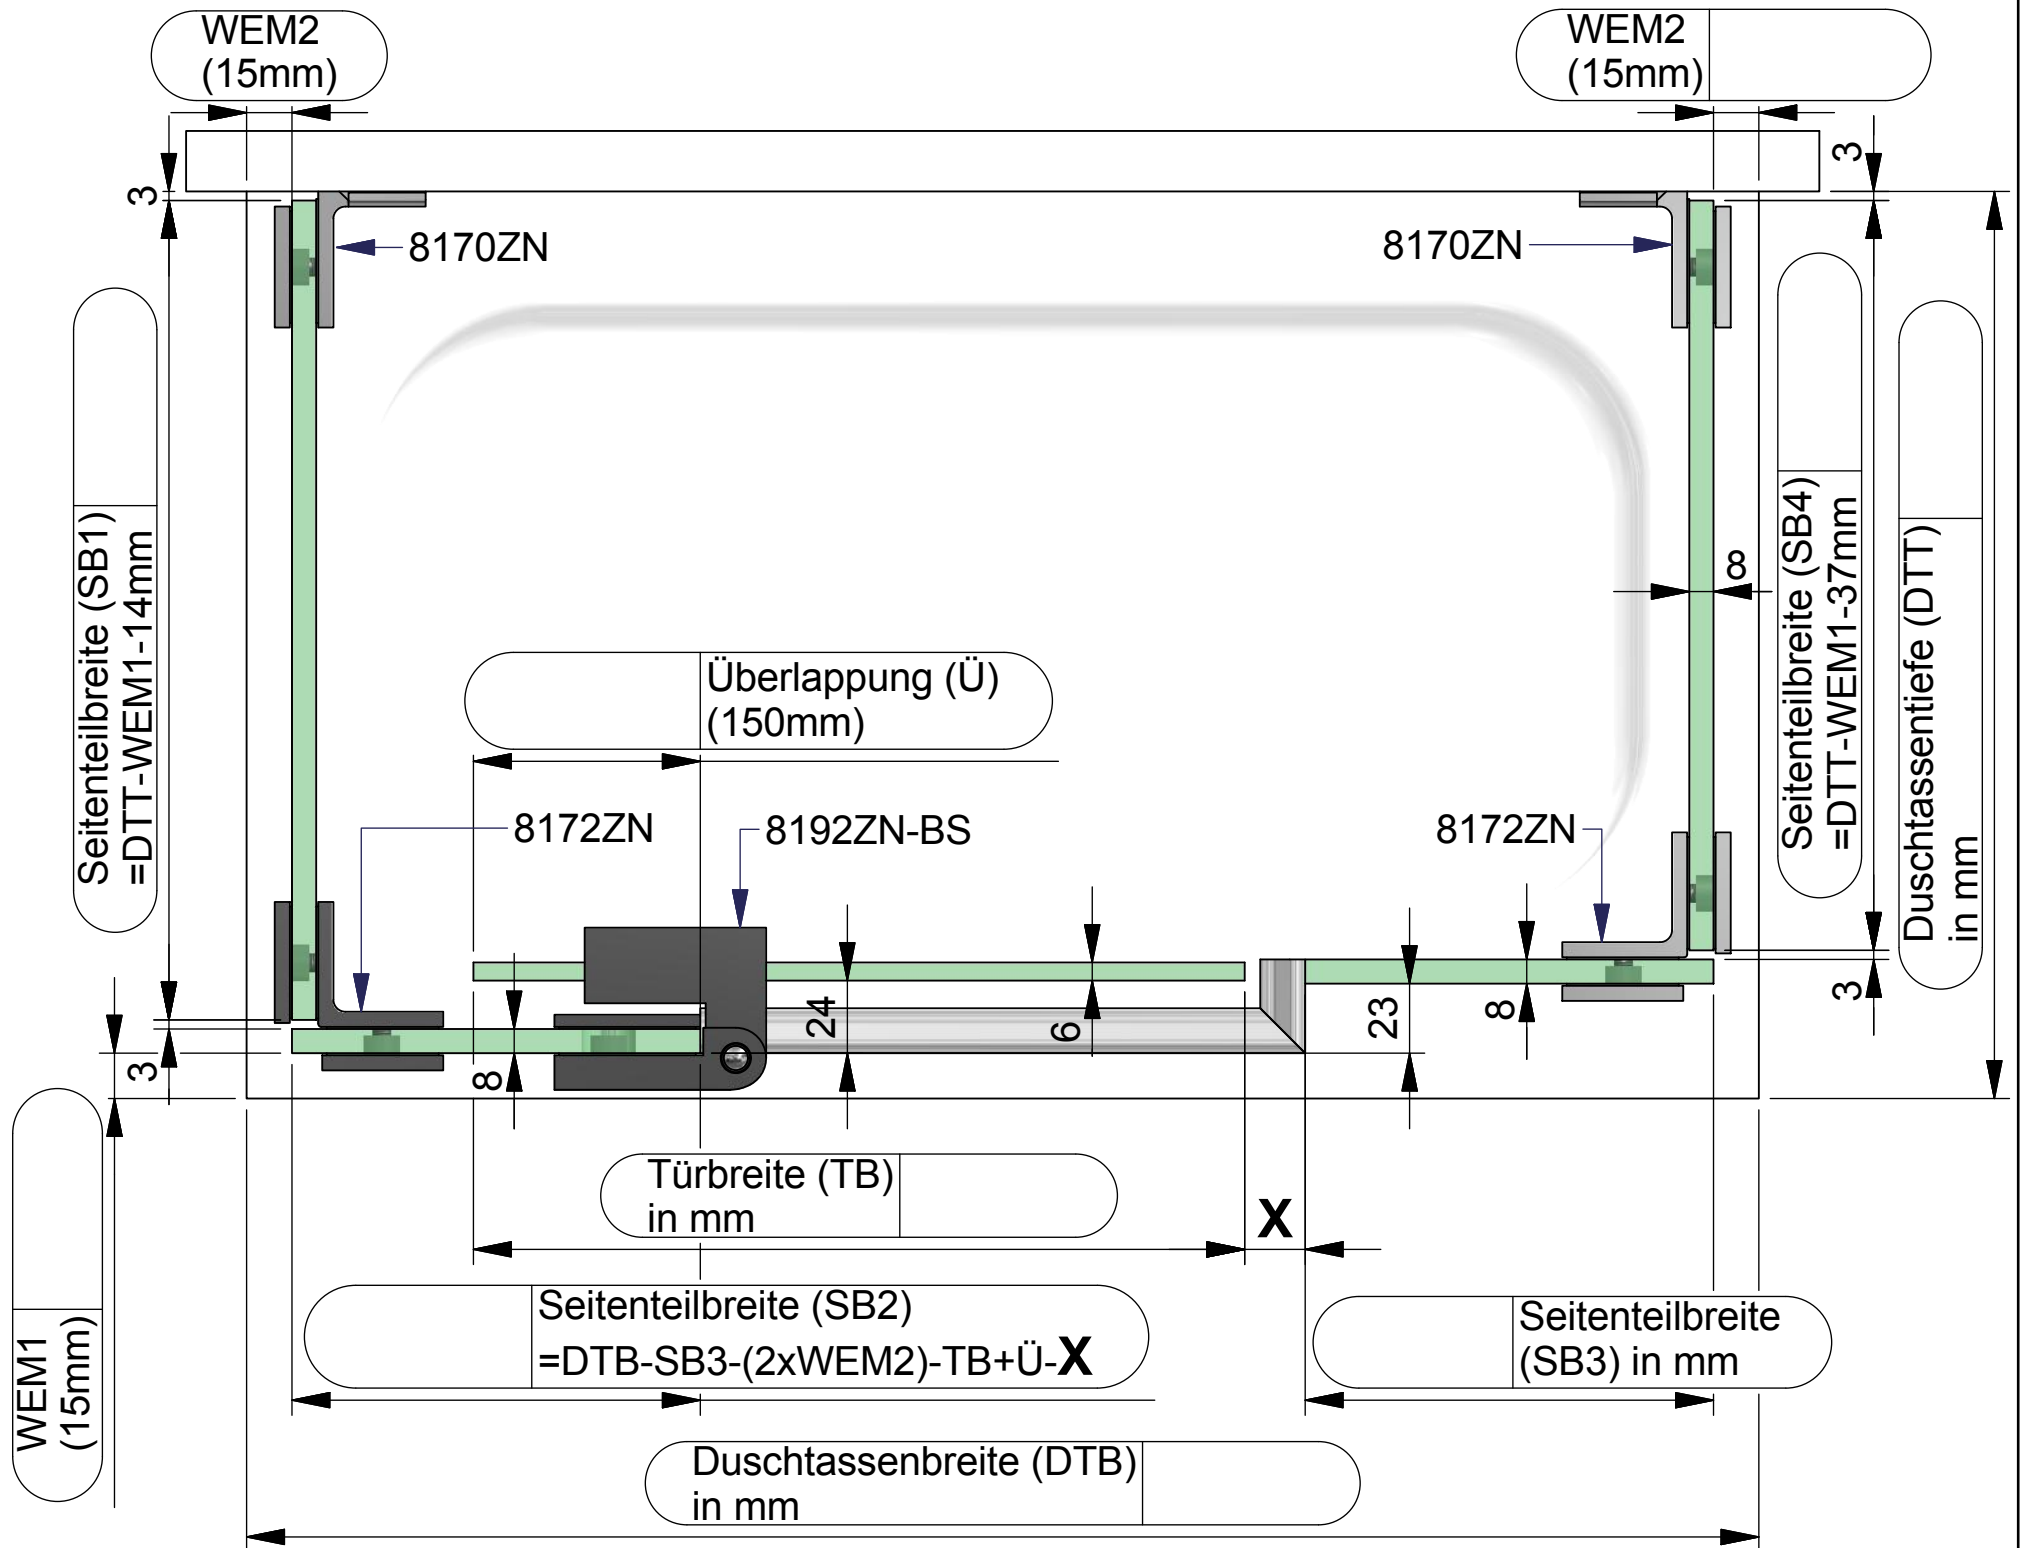 WEM2
(15mm)
WEM2
(15mm)
3
3
8170ZN
8170ZN
Seitenteilbreite (SB1)
=DTT-WEM1-14mm
Seitenteilbreite (SB4)
=DTT-WEM1-37mm
Duschtassentiefe (DTT)
in mm
8
Überlappung (Ü)
(150mm)
8172ZN
8192ZN-BS
8172ZN
3
8
24
6
23
8
3
WEM1
(15mm)
Türbreite (TB)
in mm
X
Seitenteilbreite (SB2)
=DTB-SB3-(2xWEM2)-TB+Ü-X
Seitenteilbreite
(SB3) in mm
Duschtassenbreite (DTB)
in mm